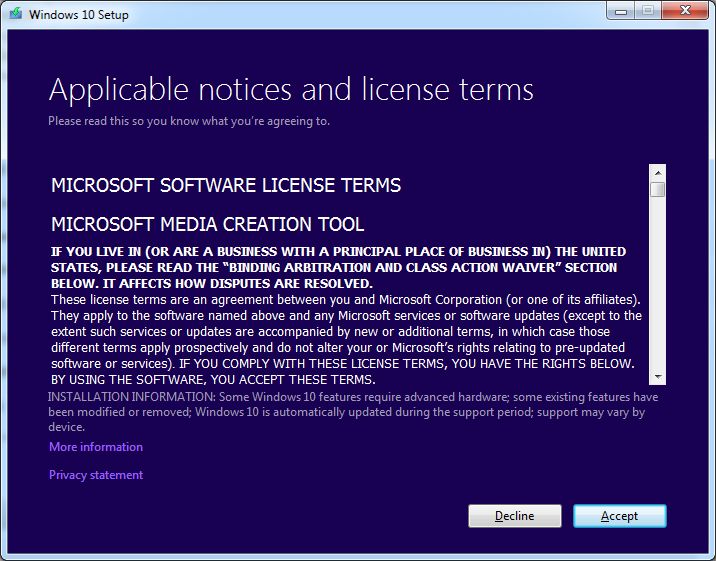 Windows 10 Setup
Applicable notices and license terms
Please read this so you know what you're agreeing to.
MICROSOFT SOFTWARE LICENSE TERMS
MICROSOFT MEDIA CREATION TOOL
IF YOU LIVE IN (OR ARE A BUSINESS WITH A PRINCIPAL PLACE OF BUSINESS IN) THE UNITED
STATES, PLEASE READ THE “BINDING ARBITRATION AND CLASS ACTION WAIVER” SECTION
BELOW. IT AFFECTS HOW DISPUTES ARE RESOLVED.
These license terms are an agreement between you and Microsoft Corporation (or one of its affiliates).
They apply to the software named above and any Microsoft services or software updates (except to the
extent such services or updates are accompanied by new or additional terms, in which case those
different terms apply prospectively and do not alter your or Microsoft’s rights relating to pre-updated
software or services). IF YOU COMPLY WITH THESE LICENSE TERMS, YOU HAVE THE RIGHTS BELOW.
BY USING THE SOFTWARE, YOU ACCEPT THESE TERMS.
INSTALLATION INFORMATION: Some Windows 10 features require advanced hardware; some existing features have
been modified or removed; Windows 10 is automatically updated during the support period; support may vary by
device.
More information
Privacy statement
Decline
Accept